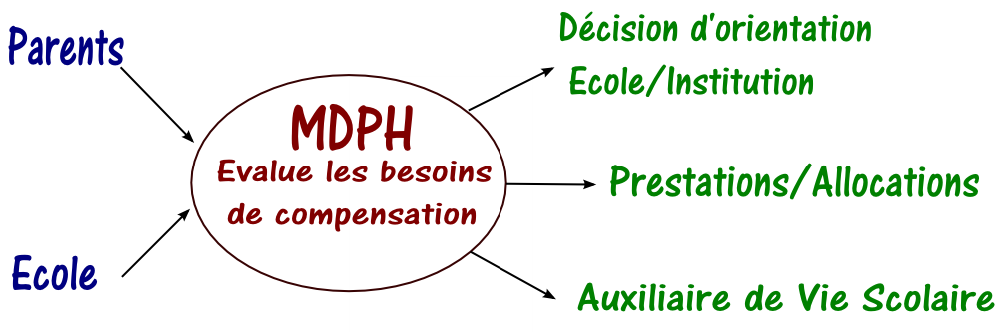 Parents
Ecole
MDPH
Evalue les besoins
de compensation
Décision d'orientation
Ecole/Institution
Prestations/Allocations
Auxiliaire de Vie Scolaire